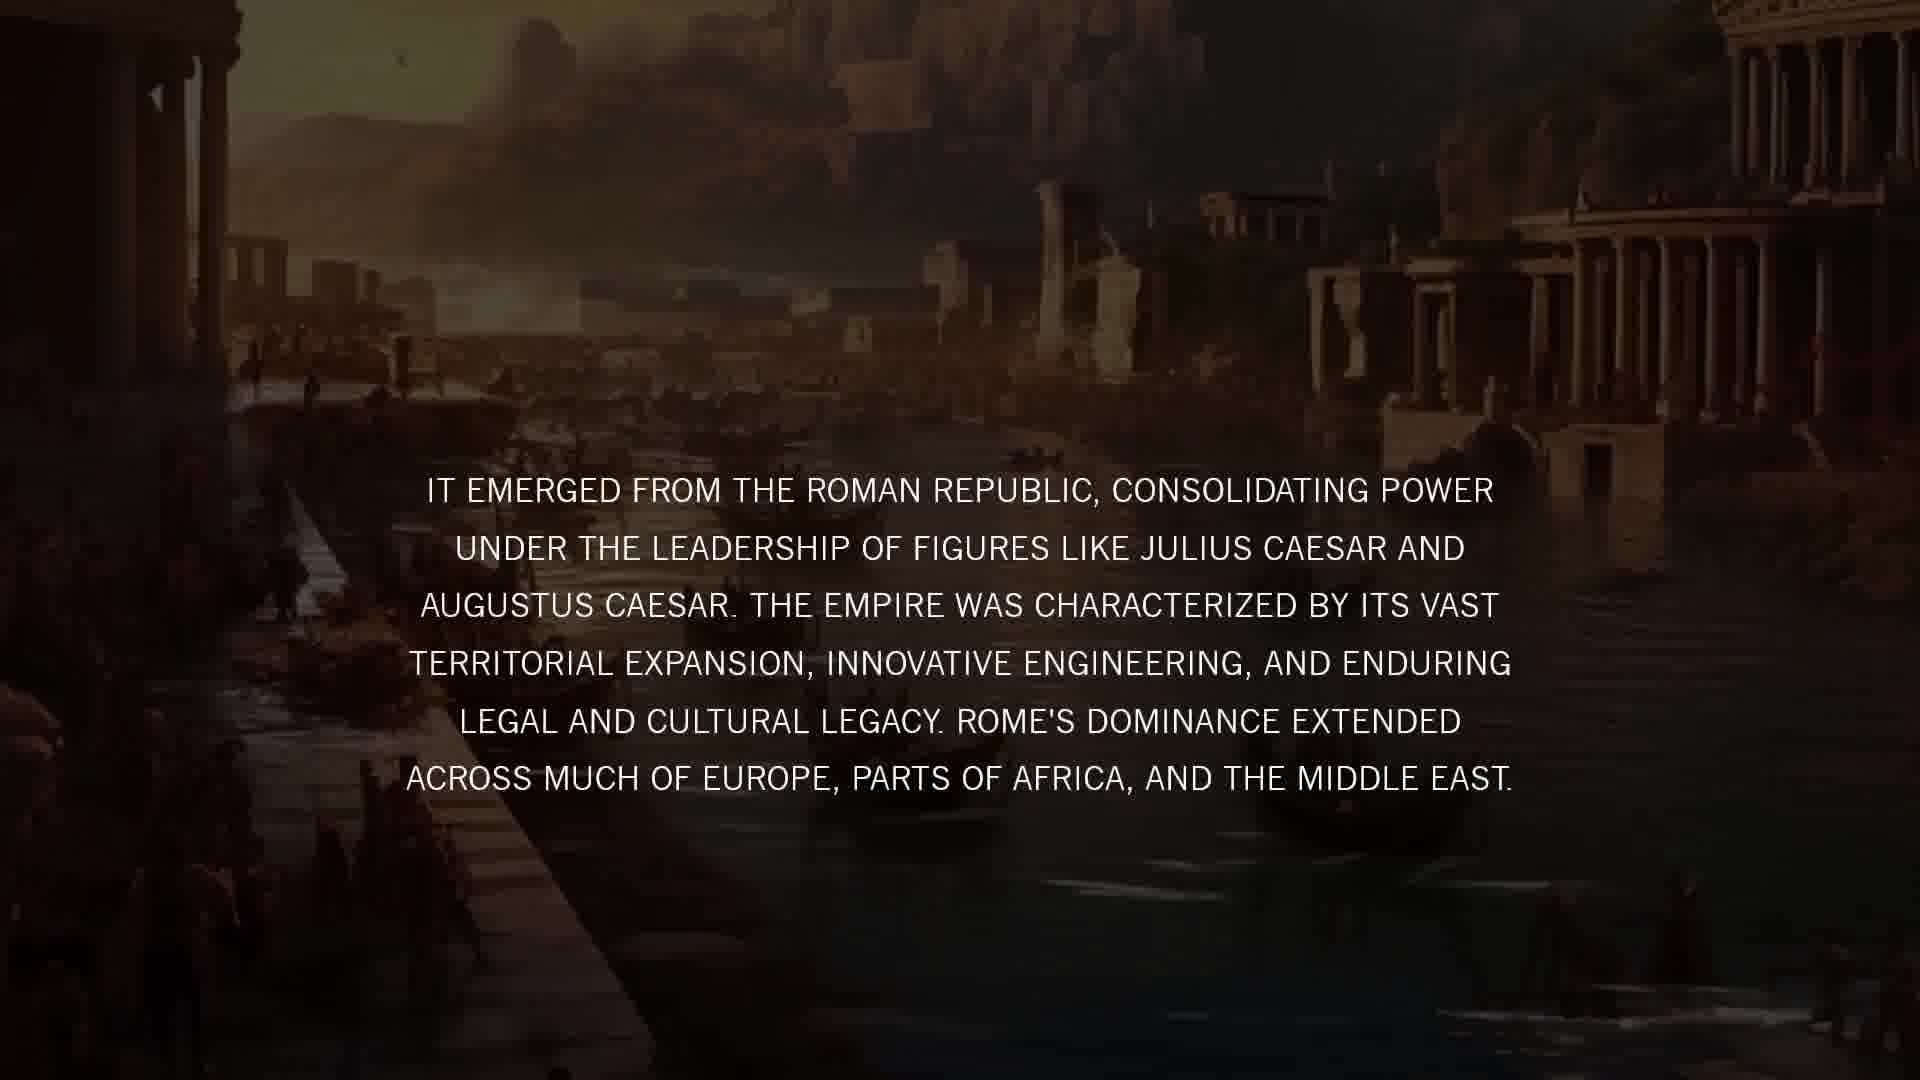 IT EMERGED FROM THE ROMAN REPUBLIC, CONSOLIDATING POWER
UNDER THE LEADERSHIP OF FIGURES LIKE JULIUS CAESAR AND
AUGUSTUS CAESAR. THE EMPIRE WAS CHARACTERIZED BY ITS VAST
TERRITORIAL EXPANSION, INNOVATIVE ENGINEERING, AND ENDURING
LEGAL AND CULTURAL LEGACY. ROME'S DOMINANCE EXTENDED
ACROSS MUCH OF EUROPE, PARTS OF AFRICA, AND THE MIDDLE EAST.